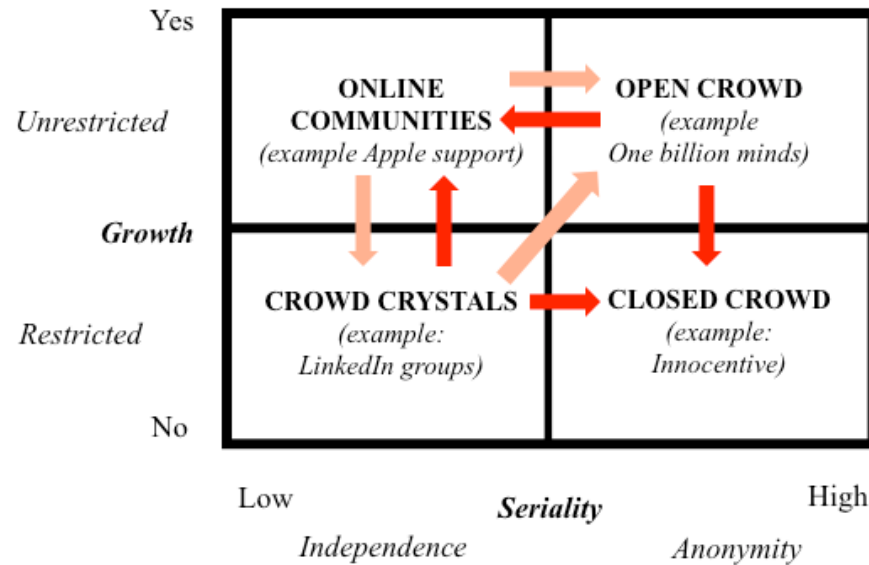 Yes
Unrestricted
Growth
Restricted
No
ONLINE
COMMUNITIES
(example Apple support)
OPEN CROWD
(example
One billion minds)
CROWD CRYSTALS
(example:
LinkedIn groups)
CLOSED CROWD
(example:
Innocentive)
Low
Seriality
High
Independence
Anonymity